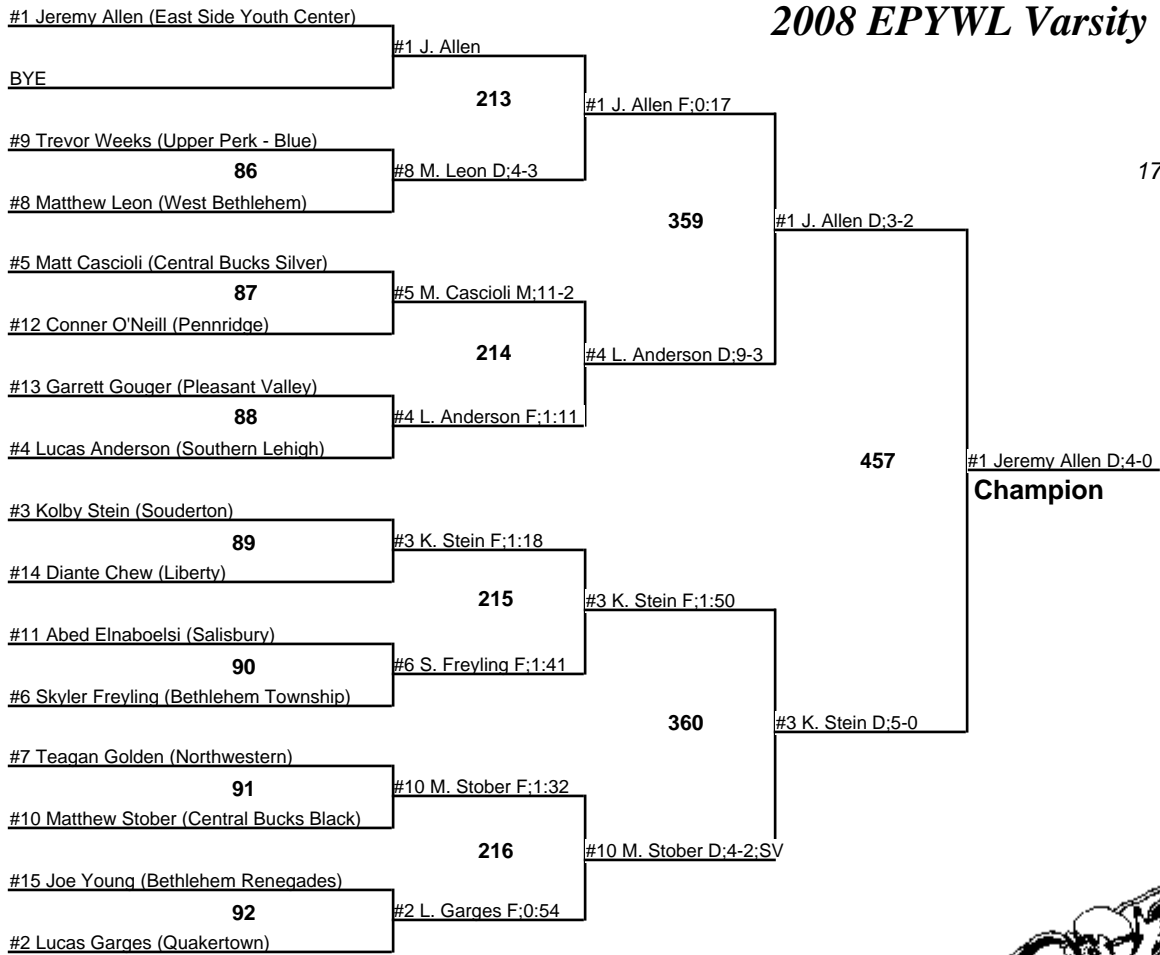 2008 EPYWL Varsity
17
#1 Jeremy Allen (East Side Youth Center)
BYE
#9 Trevor Weeks (Upper Perk - Blue)
86
#8 Matthew Leon (West Bethlehem)
#5 Matt Cascioli (Central Bucks Silver)
87
#12 Conner O'Neill (Pennridge)
#13 Garrett Gouger (Pleasant Valley)
88
#4 Lucas Anderson (Southern Lehigh)
#3 Kolby Stein (Souderton)
89
#14 Diante Chew (Liberty)
#11 Abed Elnaboelsi (Salisbury)
90
#6 Skyler Freyling (Bethlehem Township)
#7 Teagan Golden (Northwestern)
91
#10 Matthew Stober (Central Bucks Black)
#15 Joe Young (Bethlehem Renegades)
92
#2 Lucas Garges (Quakertown)
#1 J. Allen
213
#8 M. Leon D;4-3
#5 M. Cascioli M;11-2
214
#4 L. Anderson F;1:11
#3 K. Stein F;1:18
215
#6 S. Freyling F;1:41
#10 M. Stober F;1:32
216
#2 L. Garges F;0:54
#1 J. Allen F;0:17
359
#4 L. Anderson D;9-3
#3 K. Stein F;1:50
360
#10 M. Stober D;4-2;SV
#1 J. Allen D;3-2
457
#3 K. Stein D;5-0
#1 Jeremy Allen D;4-0
Champion